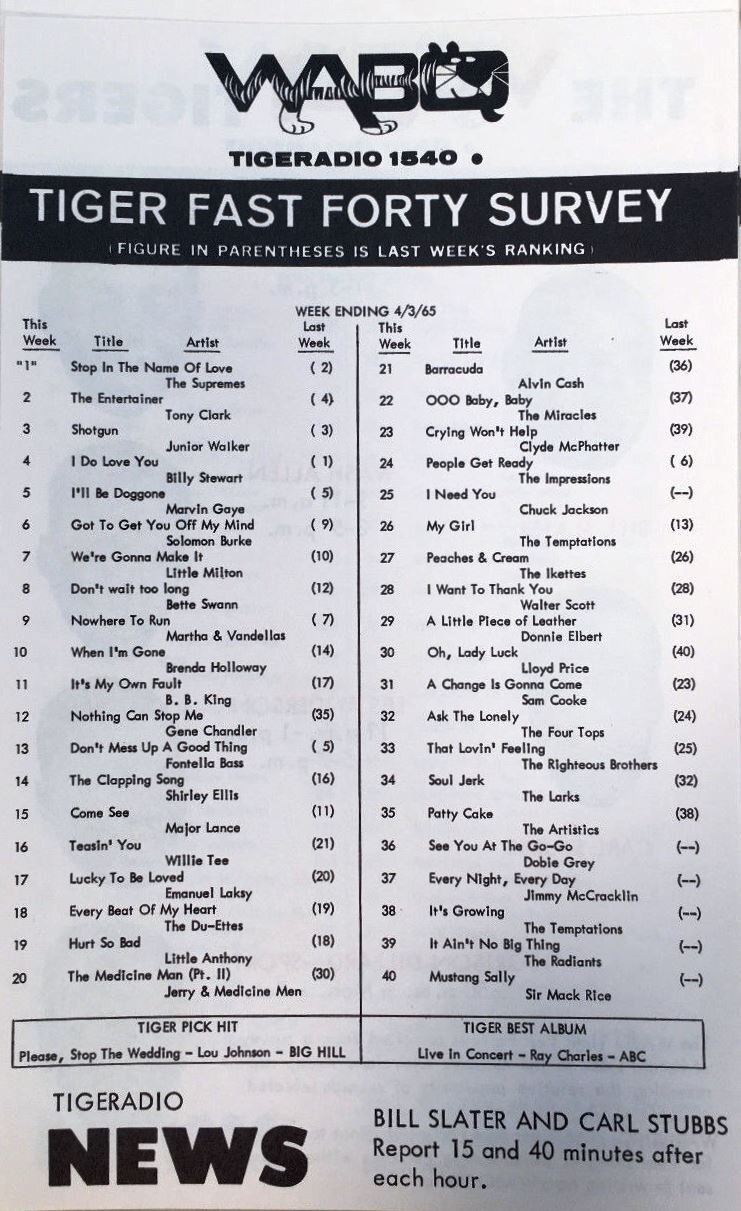 WABQ
TIGERADIO 1540 •
TIGER FAST FORTY SURVEY
(FIGURE IN PARENTHESES IS LAST WEEK'S RANKING)
WEEK ENDING 4/3/65
This Week Title Artist Last Week
"1" Stop In The Name Of Love ( 2)
The Supremes
2 The Entertainer ( 4)
Tony Clark
3 Shotgun ( 3)
Junior Walker
4 I Do Love You ( 1)
Billy Stewart
5 I'll Be Doggone ( 5)
Marvin Gaye
6 Got To Get You Off My Mind ( 9)
Solomon Burke
7 We're Gonna Make It (10)
Little Milton
8 Don't wait too long (12)
Bette Swann
9 Nowhere To Run ( 7)
Martha & Vandellas
10 When I'm Gone (14)
Brenda Holloway
11 It's My Own Fault (17)
B. B. King
12 Nothing Can Stop Me (35)
Gene Chandler
13 Don't Mess Up A Good Thing ( 5)
Fontella Bass
14 The Clapping Song (16)
Shirley Ellis
15 Come See (11)
Major Lance
16 Teasin' You (21)
Willie Tee
17 Lucky To Be Loved (20)
Emanuel Laksy
18 Every Beat Of My Heart (19)
The Du-Ettes
19 Hurt So Bad (18)
Little Anthony
20 The Medicine Man (Pt. II) (30)
Jerry & Medicine Men
This Week Title Artist Last Week
21 Barracuda (36)
Alvin Cash
22 OOO Baby, Baby (37)
The Miracles
23 Crying Won't Help (39)
Clyde McPhatter
24 People Get Ready ( 6)
The Impressions
25 I Need You (--)
Chuck Jackson
26 My Girl (13)
The Temptations
27 Peaches & Cream (26)
The Ikettes
28 I Want To Thank You (28)
Walter Scott
29 A Little Piece of Leather (31)
Donnie Elbert
30 Oh, Lady Luck (40)
Lloyd Price
31 A Change Is Gonna Come (23)
Sam Cooke
32 Ask The Lonely (24)
The Four Tops
33 That Lovin' Feeling (25)
The Righteous Brothers
34 Soul Jerk (32)
The Larks
35 Patty Cake (38)
The Artistics
36 See You At The Go-Go (--)
Dobie Grey
37 Every Night, Every Day (--)
Jimmy McCracklin
38 It's Growing (--)
The Temptations
39 It Ain't No Big Thing (--)
The Radiants
40 Mustang Sally (--)
Sir Mack Rice
TIGER PICK HIT
Please, Stop The Wedding - Lou Johnson - BIG HILL
TIGER BEST ALBUM
Live In Concert - Ray Charles - ABC
TIGERADIO
NEWS
BILL SLATER AND CARL STUBBS
Report 15 and 40 minutes after
each hour.